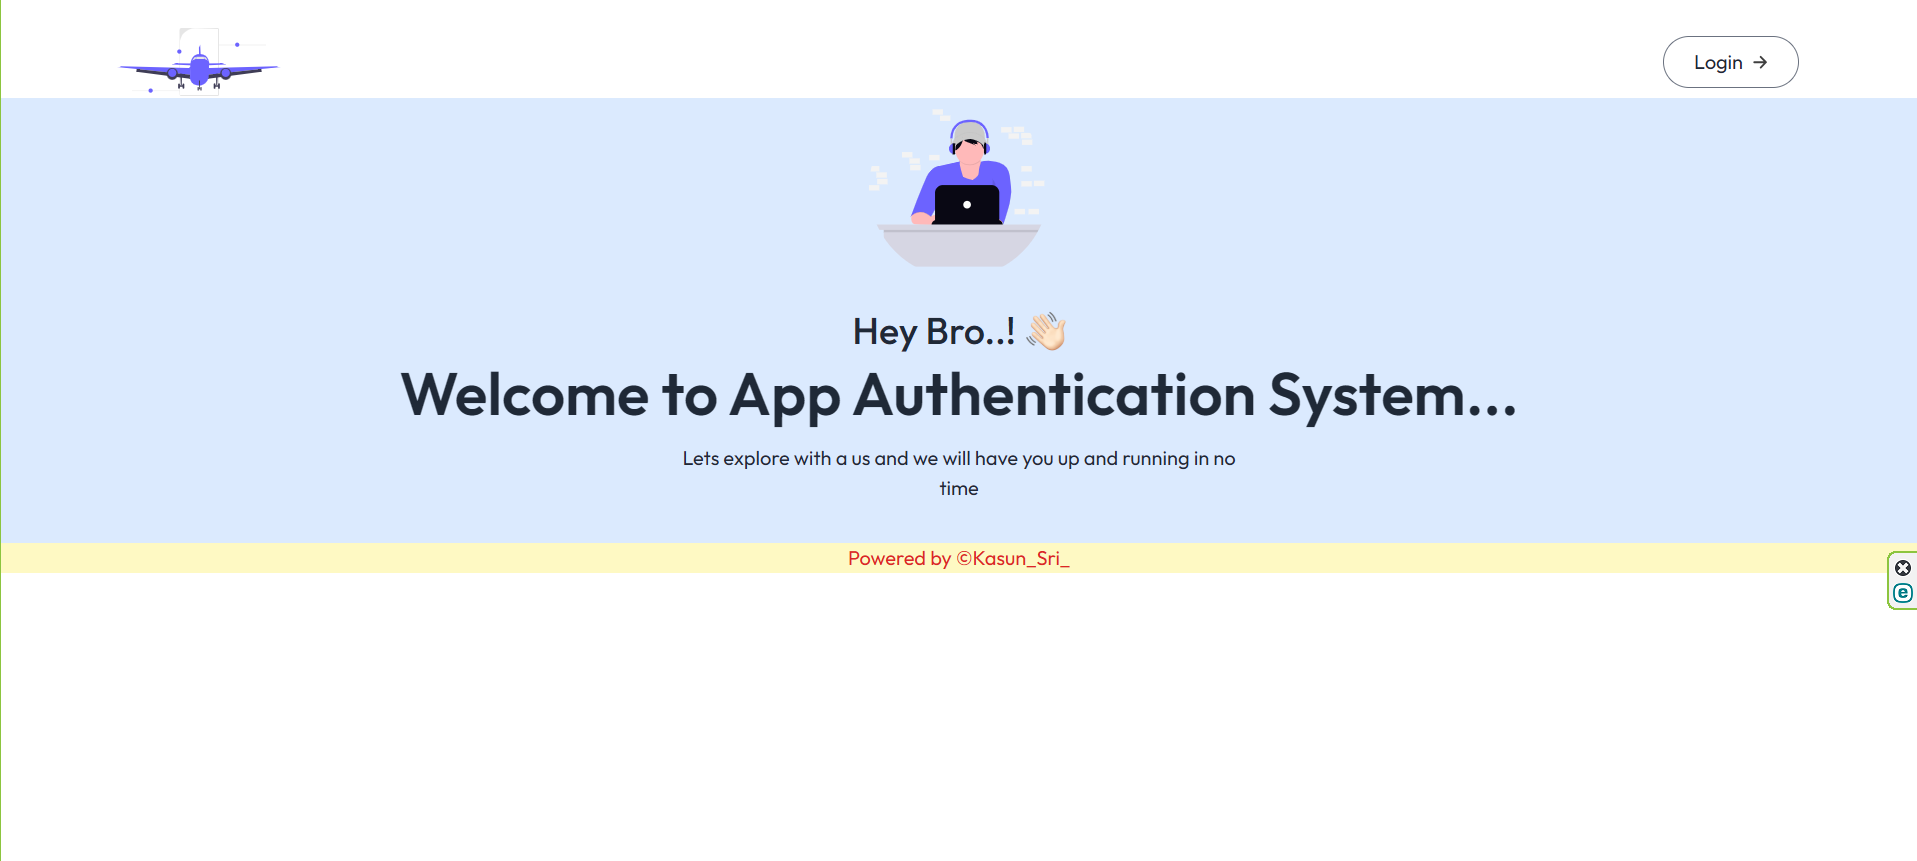 Login →
Hey Bro..! 👋🏻
Welcome to App Authentication System...
Lets explore with a us and we will have you up and running in no
time
Powered by ©Kasun_Sri_
e